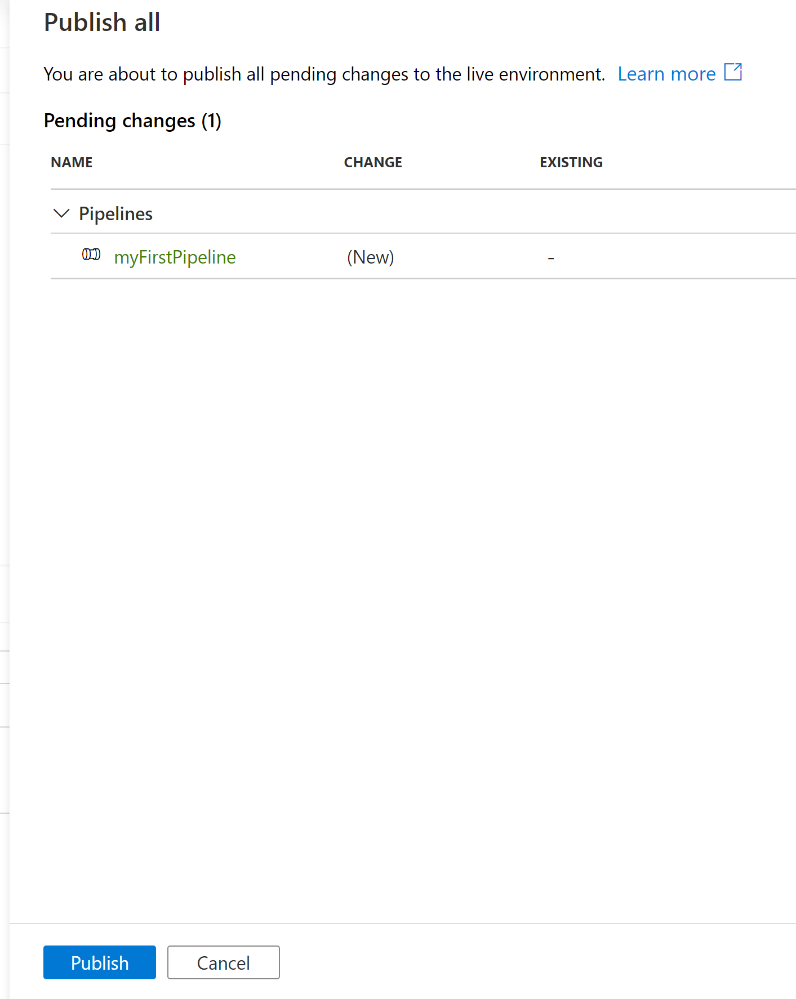 Publish all
You are about to publish all pending changes to the live environment. Learn more
Pending changes (1)
NAME CHANGE EXISTING
Pipelines
myFirstPipeline (New) -
Publish Cancel